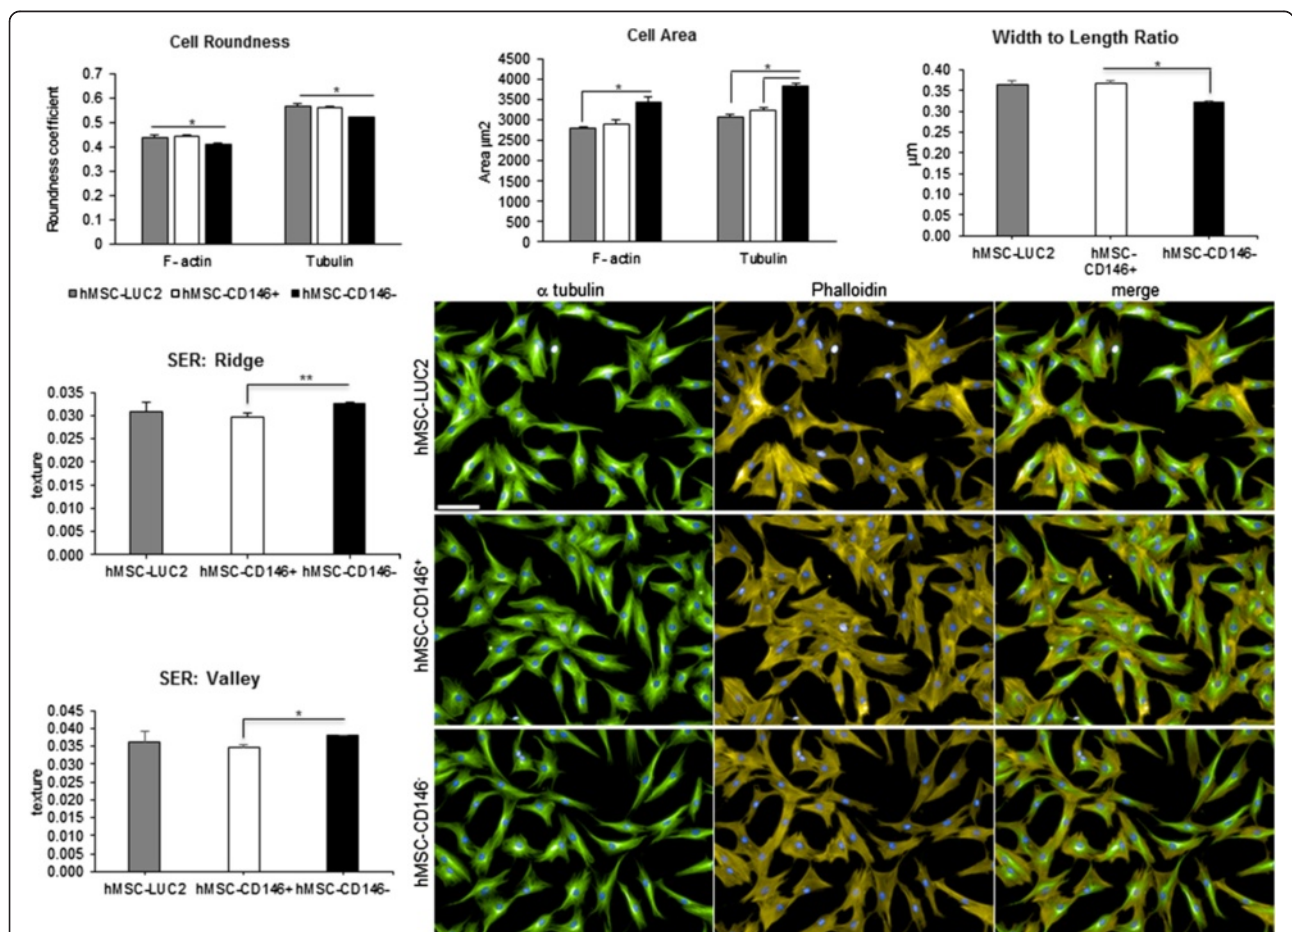 Cell Roundness
Roundness coefficient
0.7
0.6
0.5
0.4
0.3
0.2
0.1
0
*
*
F- actin
Tubulin
hMSC-LUC2 hMSC-CD146+ hMSC-CD146-
Cell Area
Area µm2
4500
4000
3500
3000
2500
2000
1500
1000
500
0
*
*
F- actin
Tubulin
Width to Length Ratio
µm
0.40
0.35
0.30
0.25
0.20
0.15
0.10
0.05
0.00
*
hMSC-LUC2
hMSC-
CD146+
hMSC-CD146-
SER: Ridge
texture
0.035
0.030
0.025
0.020
0.015
0.010
0.005
0.000
**
hMSC-LUC2 hMSC-CD146+ hMSC-CD146-
SER: Valley
texture
0.045
0.040
0.035
0.030
0.025
0.020
0.015
0.010
0.005
0.000
*
hMSC-LUC2 hMSC-CD146+ hMSC-CD146-
α tubulin
Phalloidin
merge
hMSC-LUC2
hMSC-CD146⁺
hMSC-CD146⁻